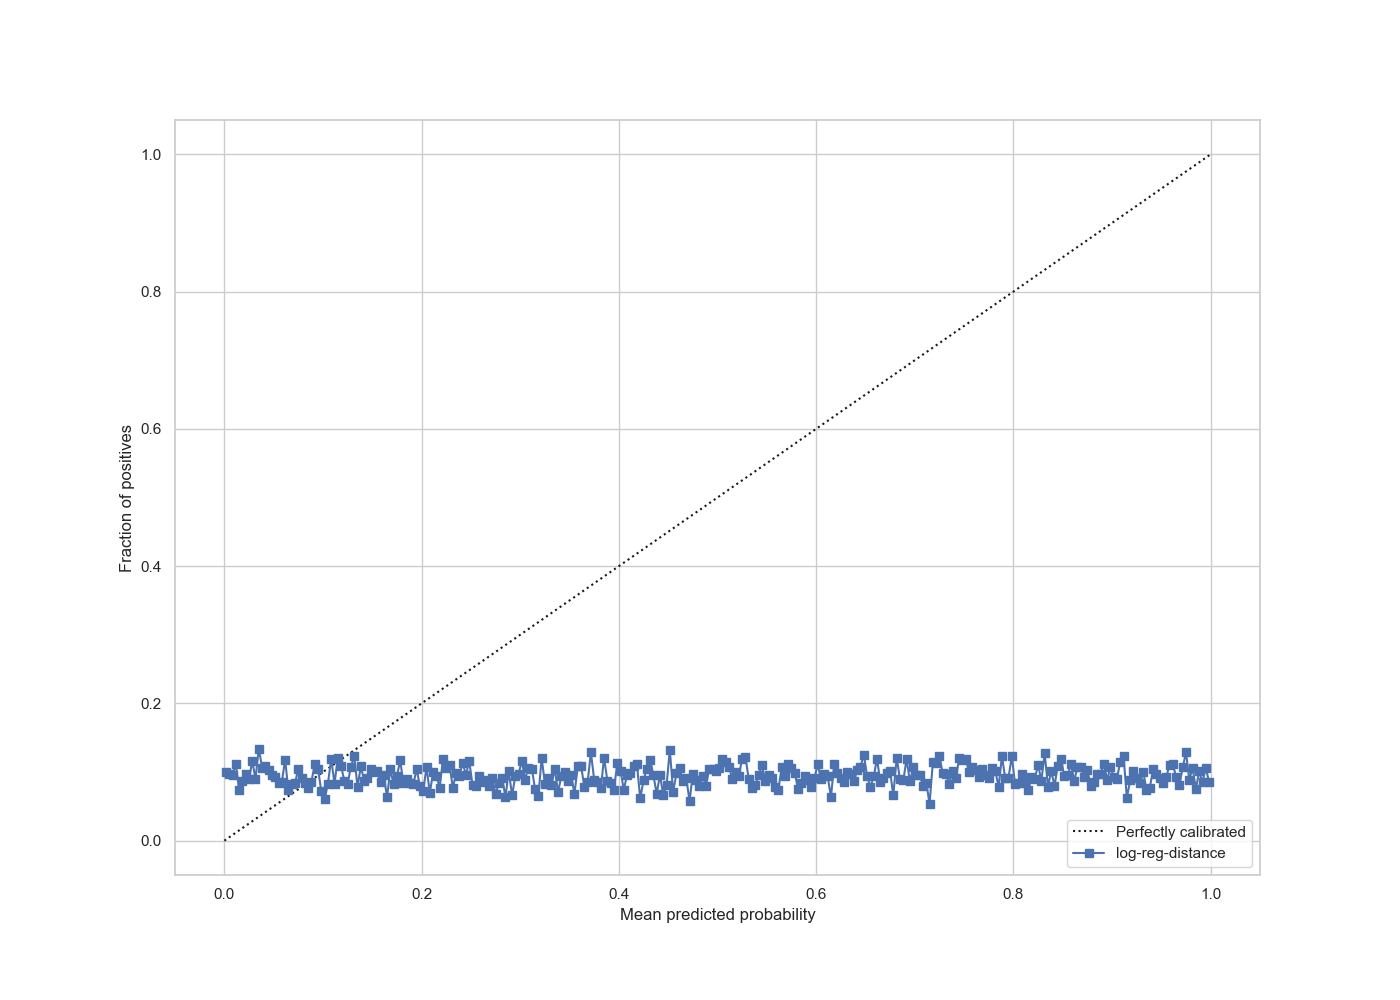 1.0
0.8
0.6
0.4
0.2
0.0
Fraction of positives
0.0 0.2 0.4 0.6 0.8 1.0
Mean predicted probability
Perfectly calibrated
log-reg-distance